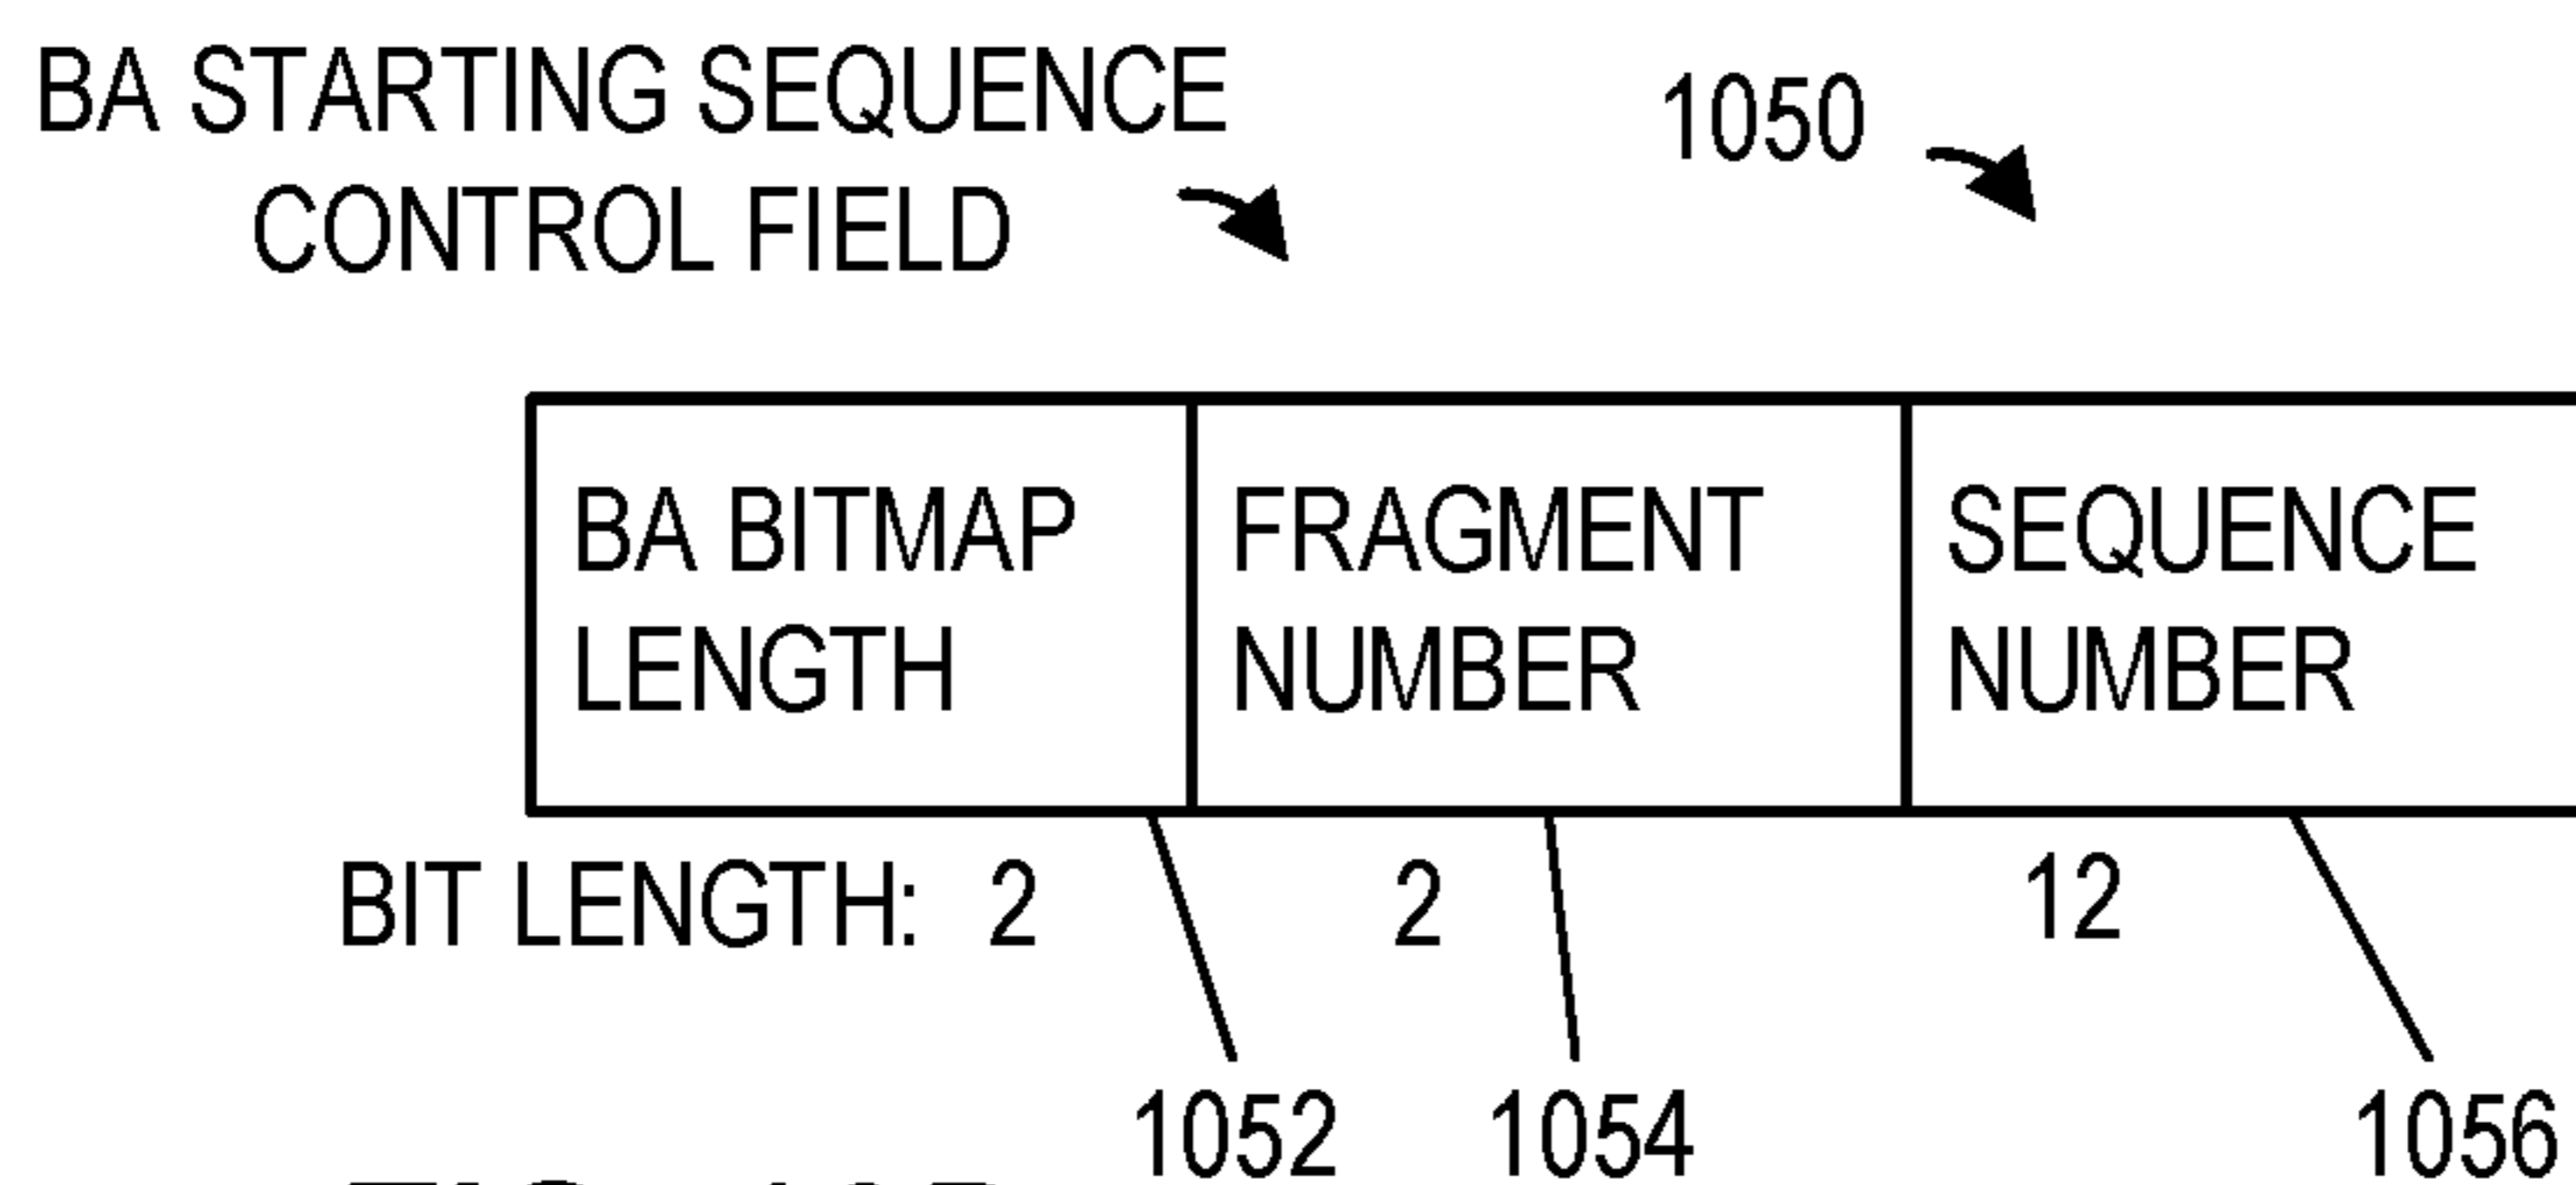 BA STARTING SEQUENCE
CONTROL FIELD
1050
BA BITMAP
LENGTH
FRAGMENT
NUMBER
SEQUENCE
NUMBER
BIT LENGTH: 2 2 12
1052 1054 1056